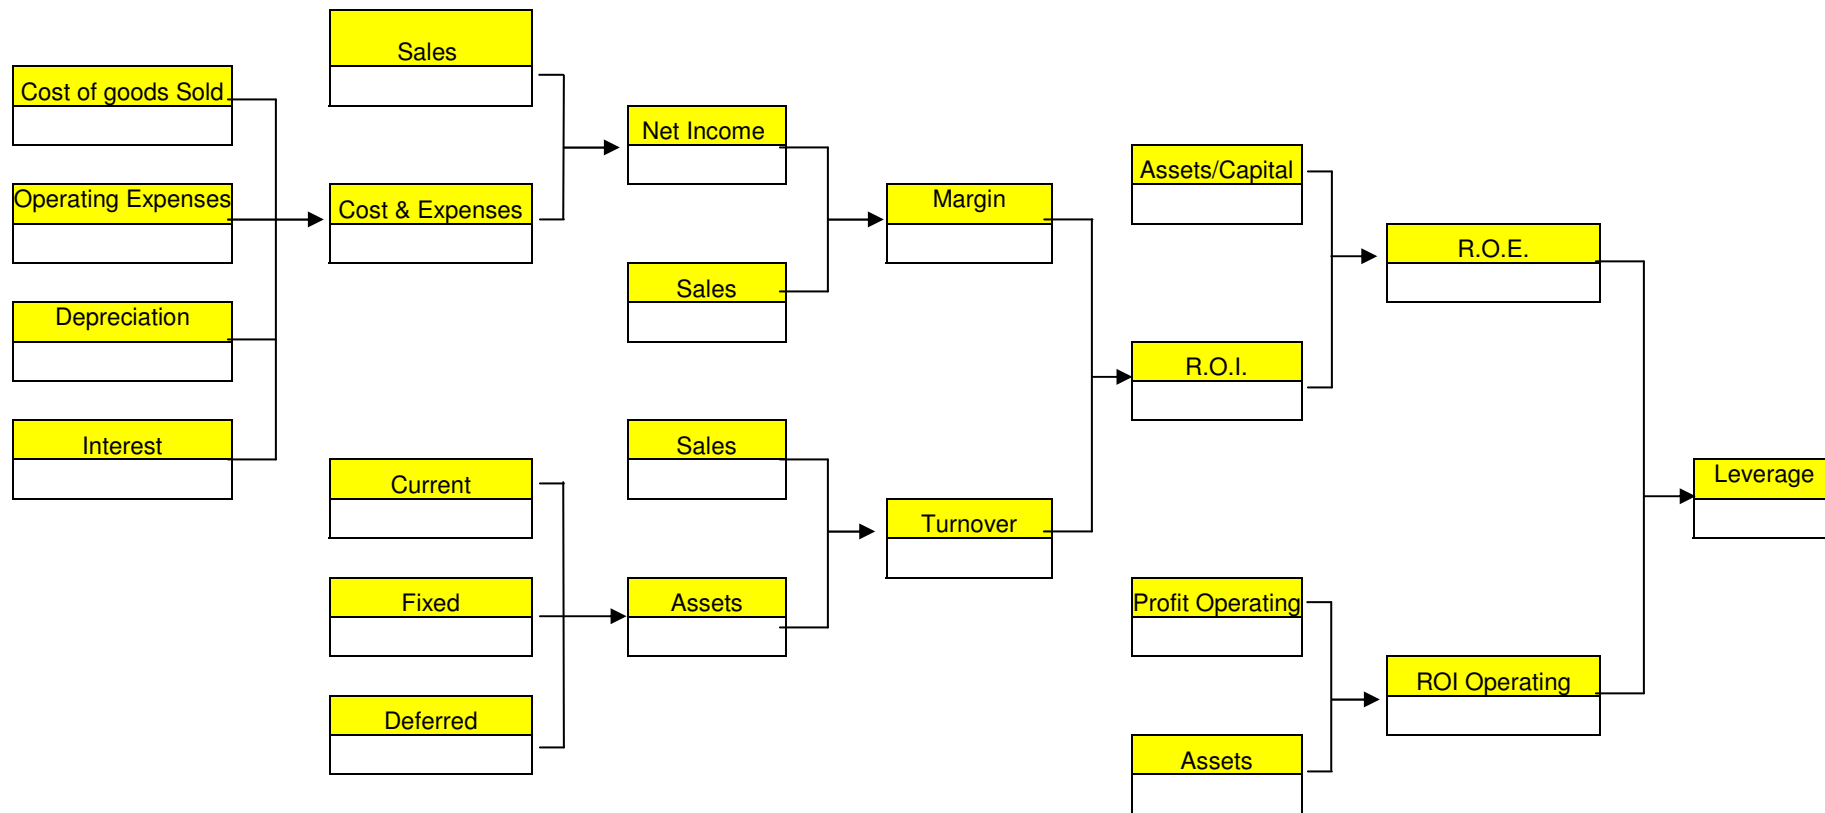 Sales
Cost of goods Sold
Net Income
Assets/Capital
Operating Expenses
Cost & Expenses
Margin
R.O.E.
Sales
Depreciation
R.O.I.
Interest
Sales
Current
Leverage
Turnover
Fixed
Assets
Profit Operating
ROI Operating
Deferred
Assets